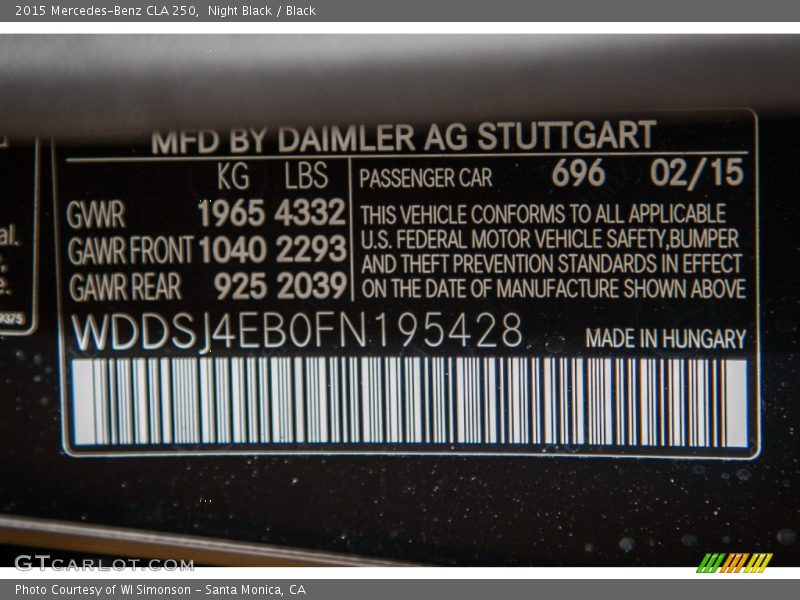 2015 Mercedes-Benz CLA 250, Night Black / Black
MFD BY DAIMLER AG STUTTGART
KG LBS
PASSENGER CAR 696 02/15
GVWR 1965 4332
GAWR FRONT 1040 2293
GAWR REAR 925 2039
THIS VEHICLE CONFORMS TO ALL APPLICABLE
U.S. FEDERAL MOTOR VEHICLE SAFETY,BUMPER
AND THEFT PREVENTION STANDARDS IN EFFECT
ON THE DATE OF MANUFACTURE SHOWN ABOVE
WDDSJ4EB0FN195428
MADE IN HUNGARY
GTcarlot.com
Photo Courtesy of WI Simonson - Santa Monica, CA